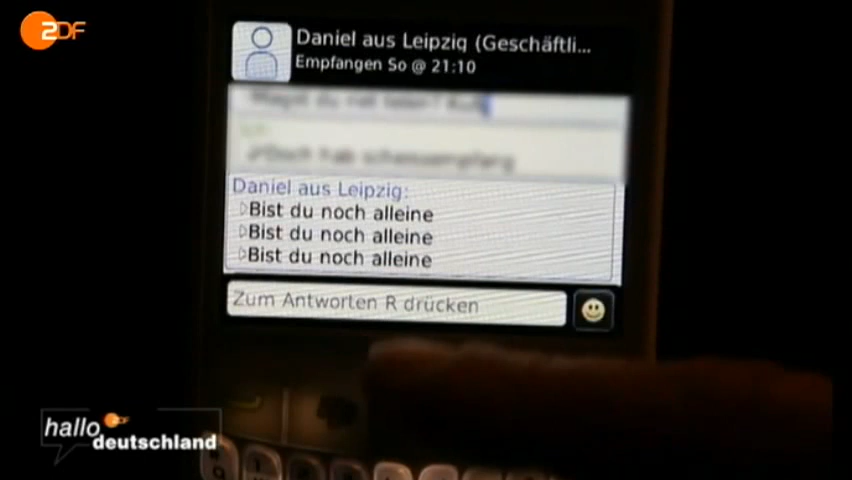 ZDF
Daniel aus Leipzig (Geschäftli...
Empfangen So @ 21:10
Daniel aus Leipzig:
Bist du noch alleine
Bist du noch alleine
Bist du noch alleine
Zum Antworten R drücken
hallo
deutschland